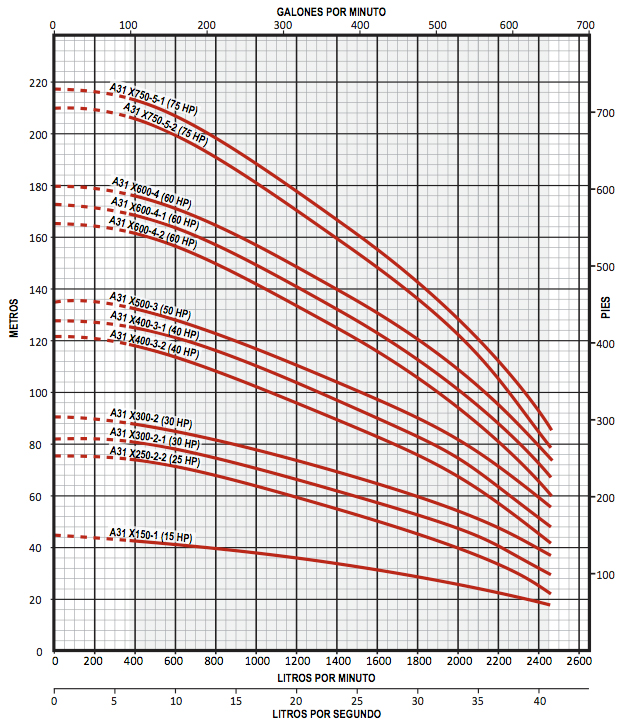 GALONES POR MINUTO
0 100 200 300 400 500 600 700
METROS
220
200
180
160
140
120
100
80
60
40
20
0
A31 X750-5-1 (75 HP)
A31 X750-5-2 (75 HP)
A31 X600-4 (60 HP)
A31 X600-4-1 (60 HP)
A31 X600-4-2 (60 HP)
A31 X500-3 (50 HP)
A31 X400-3-1 (40 HP)
A31 X400-3-2 (40 HP)
A31 X300-2 (30 HP)
A31 X300-2-1 (30 HP)
A31 X250-2-2 (25 HP)
A31 X150-1 (15 HP)
700
600
500
400
300
200
100
PIES
0 200 400 600 800 1000 1200 1400 1600 1800 2000 2200 2400 2600
LITROS POR MINUTO
0 5 10 15 20 25 30 35 40
LITROS POR SEGUNDO